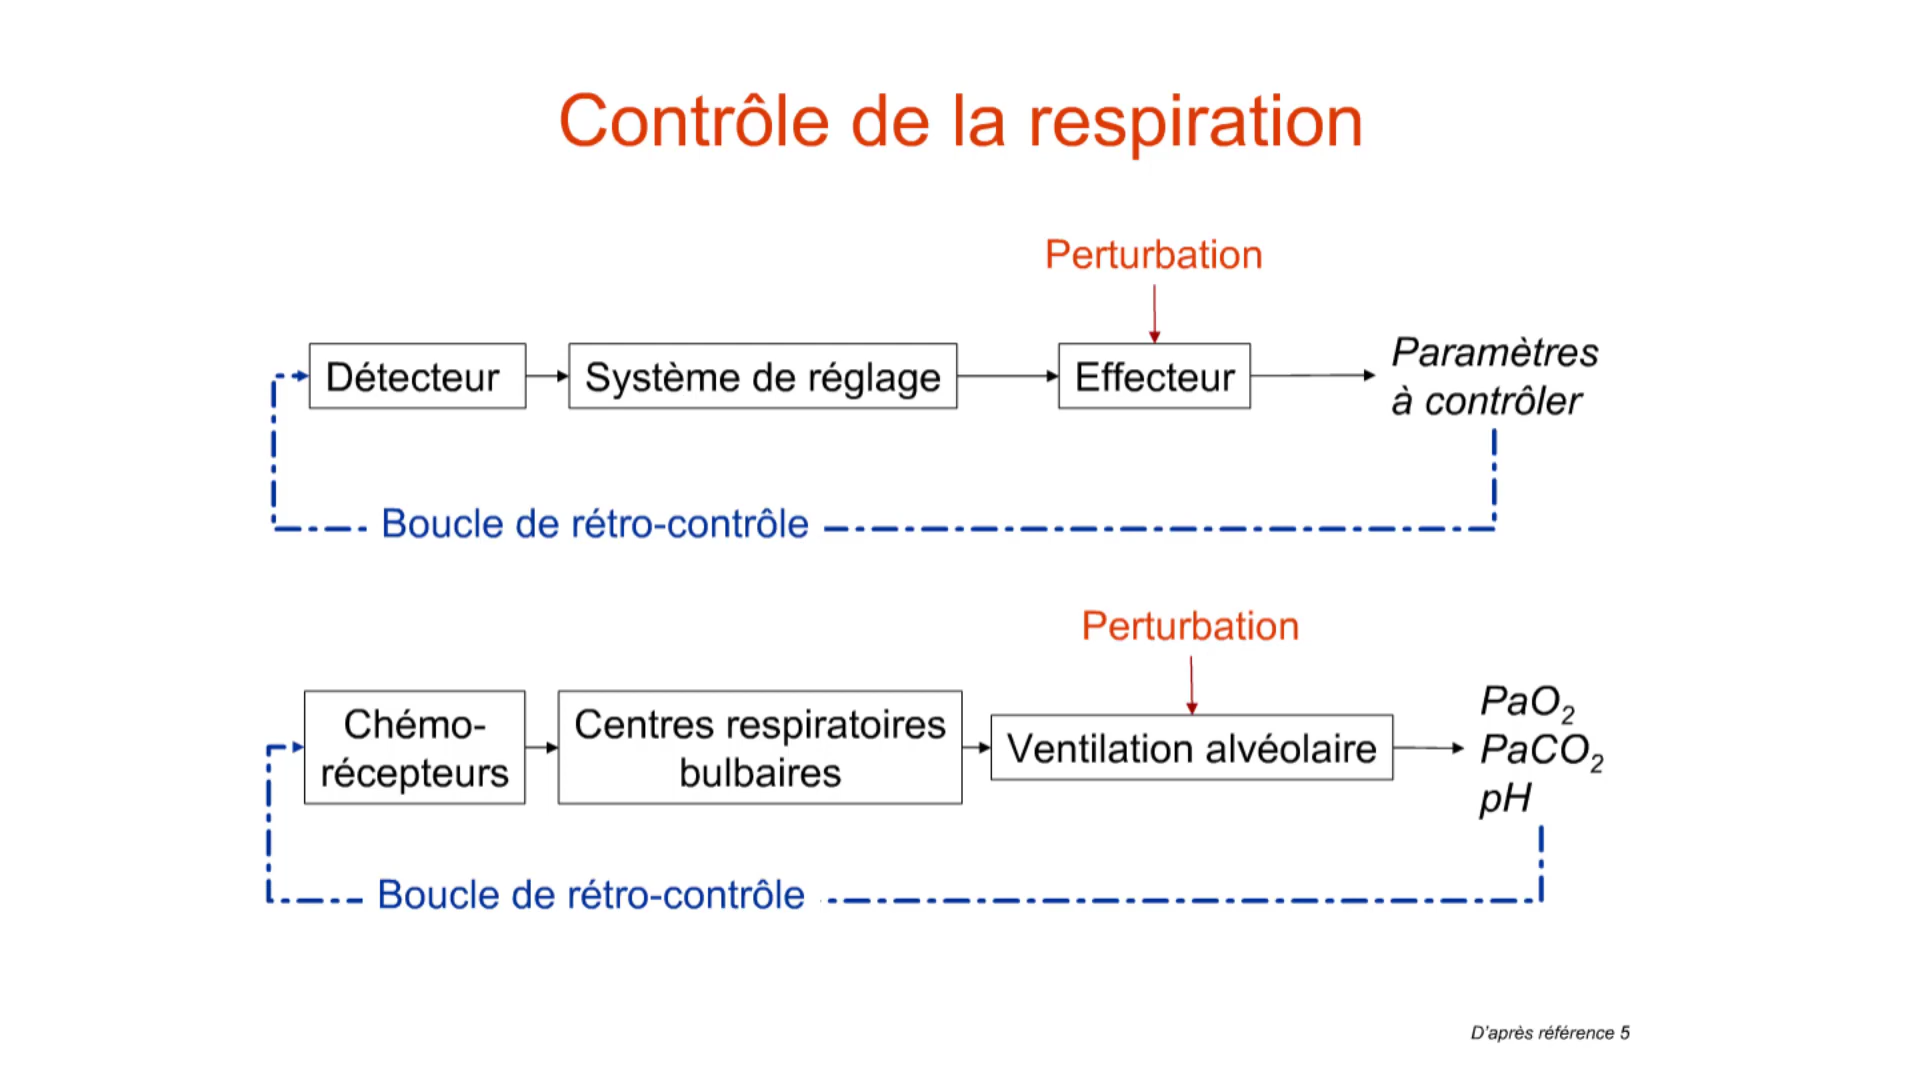 Contrôle de la respiration
Perturbation
Détecteur
Système de réglage
Effecteur
Paramètres
à contrôler
Boucle de rétro-contrôle
Perturbation
Chémo-
récepteurs
Centres respiratoires
bulbaires
Ventilation alvéolaire
PaO₂
PaCO₂
pH
Boucle de rétro-contrôle
D'après référence 5